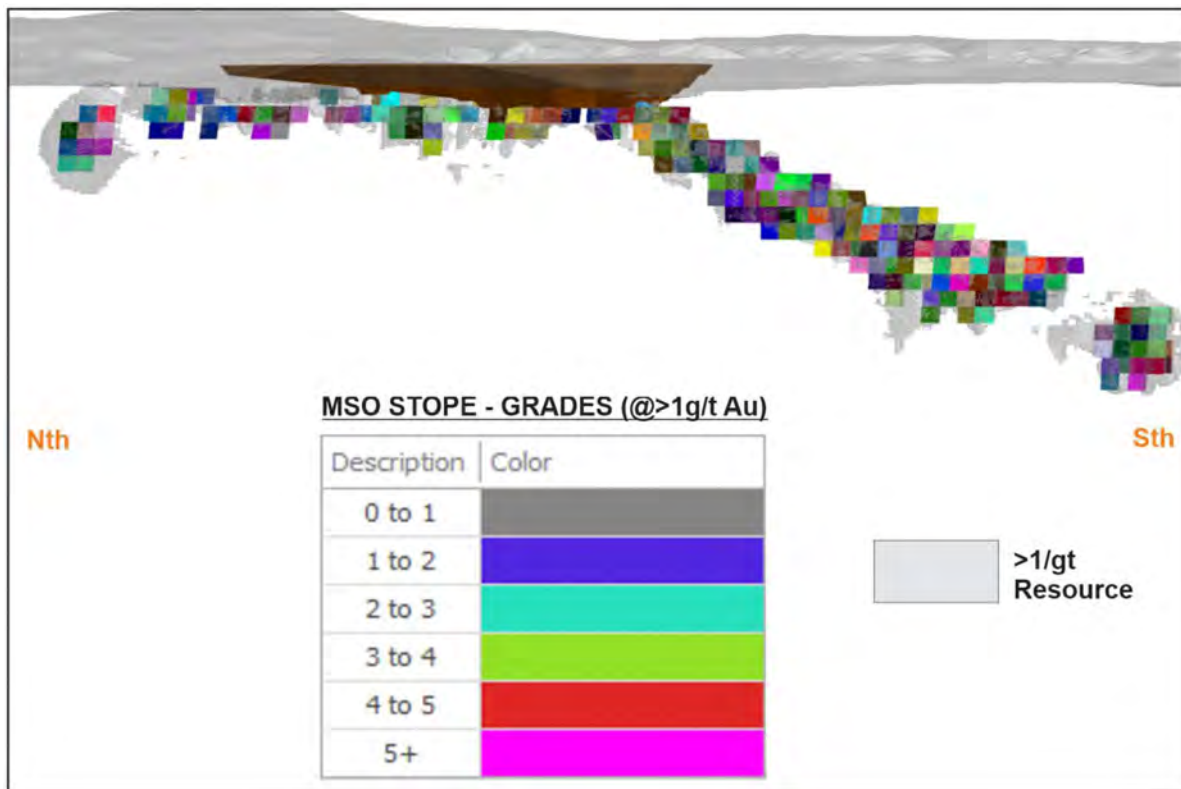 MSO STOPE - GRADES (@>1g/t Au)
Nth
Sth
Description Color
0 to 1
1 to 2
2 to 3
3 to 4
4 to 5
5+
>1/gt
Resource